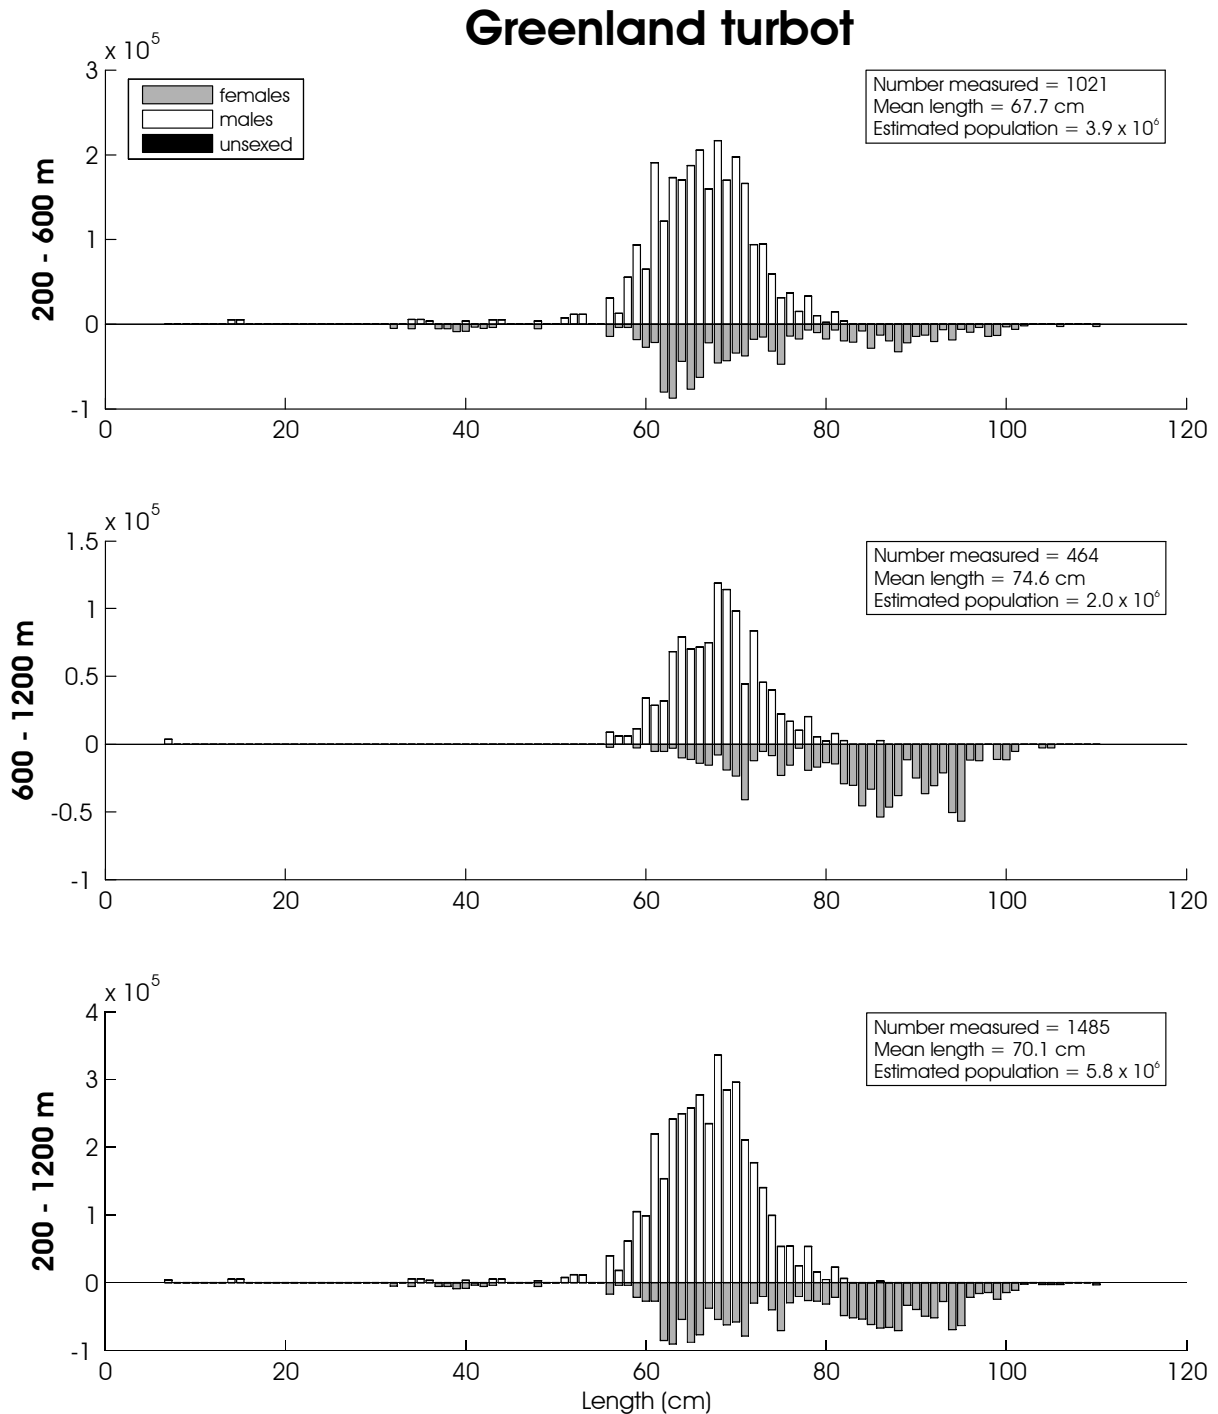 Greenland turbot
x 10^5
3
2
1
0
-1
0 20 40 60 80 100 120
200 - 600 m
females
males
unsexed
Number measured = 1021
Mean length = 67.7 cm
Estimated population = 3.9 x 10^6
x 10^5
1.5
1
0.5
0
-0.5
-1
0 20 40 60 80 100 120
600 - 1200 m
Number measured = 464
Mean length = 74.6 cm
Estimated population = 2.0 x 10^6
x 10^5
4
3
2
1
0
-1
0 20 40 60 80 100 120
200 - 1200 m
Number measured = 1485
Mean length = 70.1 cm
Estimated population = 5.8 x 10^6
Length (cm)